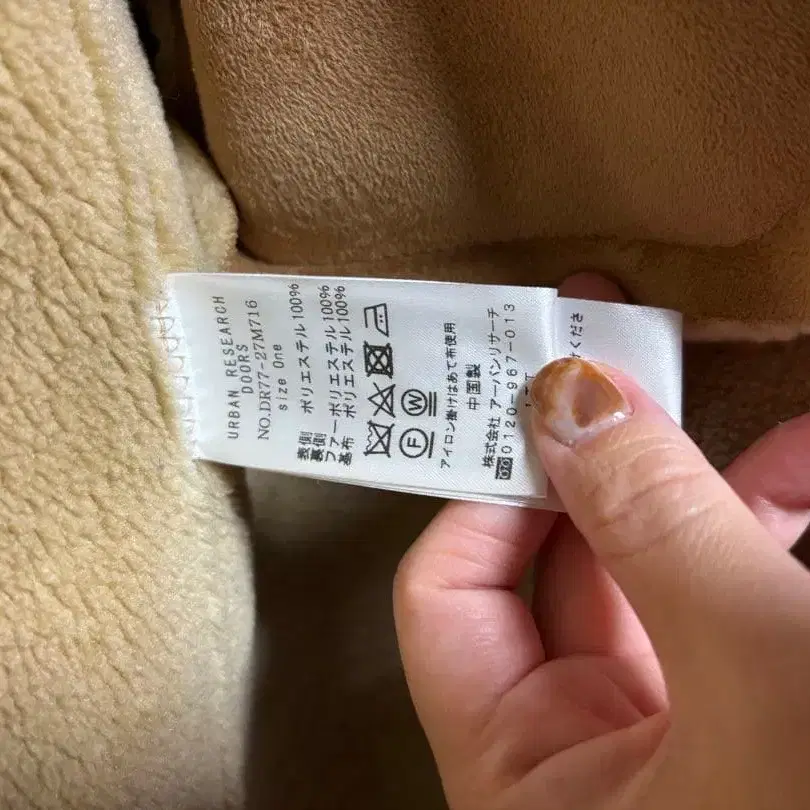 URBAN RESEARCH
DOORS
NO.DR77-27M716
size One
表側 ポリエステル100%
裏側
ファーポリエステル100%
基布 ポリエステル100%
F W
アイロン掛けはあて布使用
中国製
株式会社 アーバンリサーチ
0120-967-013
くださ